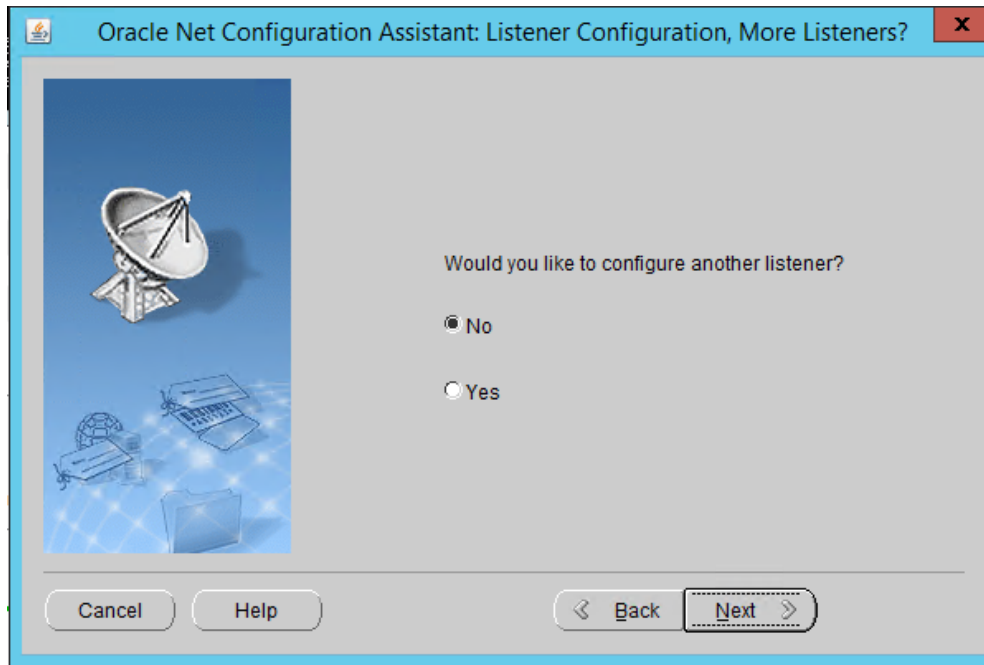 Oracle Net Configuration Assistant: Listener Configuration, More Listeners?
X
Would you like to configure another listener?
No
Yes
Cancel
Help
Back
Next